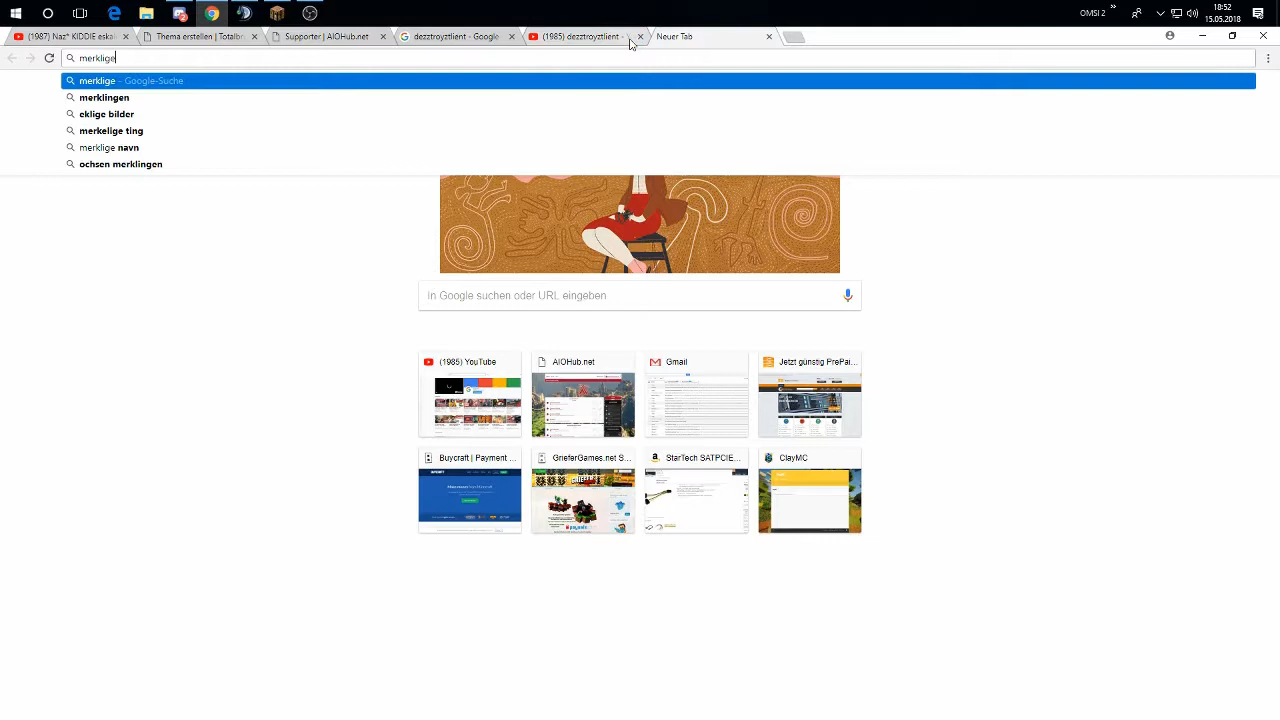 OMSI 2
18:52
15.05.2018
(1987) Naz* KIDDIE eskal
Thema erstellen | Totalbro
Supporter | AIOHub.net
dezztroyztlient - Google
(1985) dezztroyztlient -
Neuer Tab
merklige
merklige – Google-Suche
merklingen
eklige bilder
merkelige ting
merklige navn
ochsen merklingen
In Google suchen oder URL eingeben
(1985) YouTube
AIOHub.net
Gmail
Jetzt günstig PrePai...
Buycraft | Payment ...
GrieferGames.net S...
StarTech SATPCIE...
ClayMC